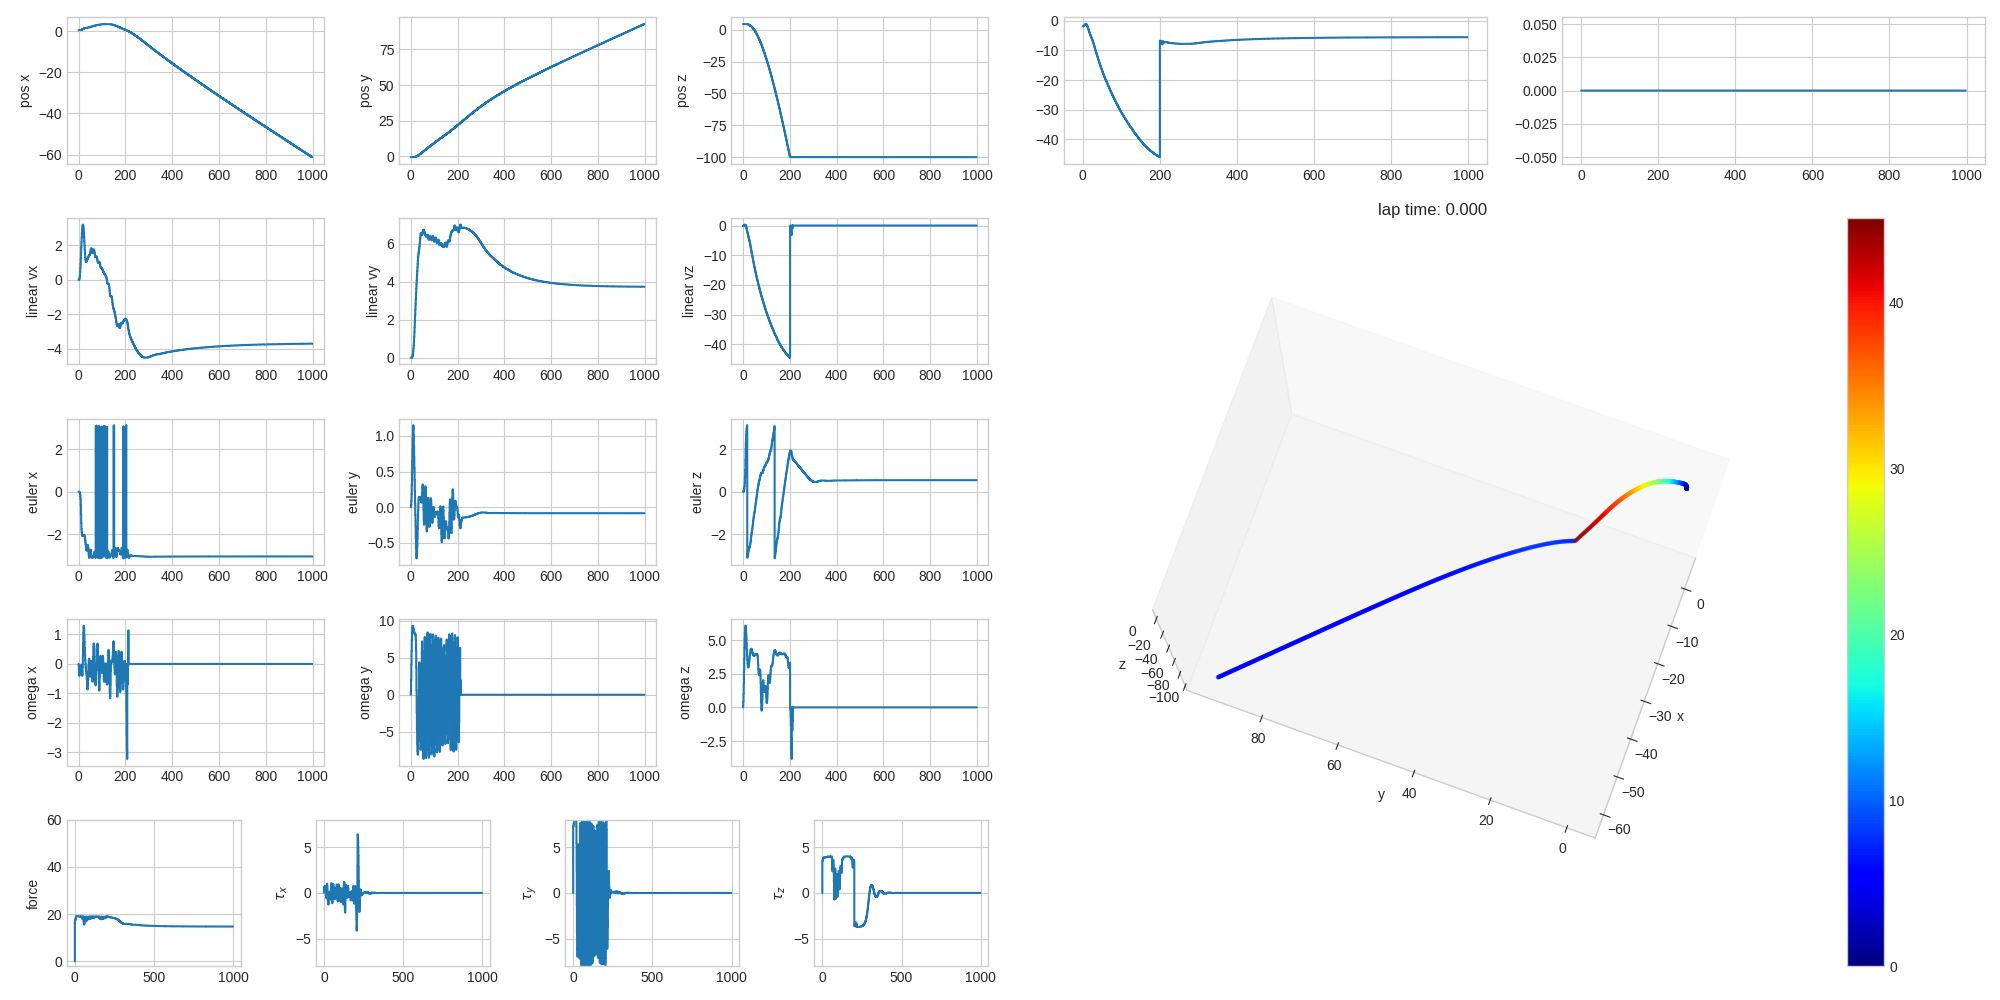 pos x
0
−20
−40
−60
0 200 400 600 800 1000
pos y
75
50
25
0
0 200 400 600 800 1000
pos z
0
−25
−50
−75
−100
0 200 400 600 800 1000
0
−10
−20
−30
−40
0 200 400 600 800 1000
0.050
0.025
0.000
−0.025
−0.050
0 200 400 600 800 1000
linear vx
2
0
−2
−4
0 200 400 600 800 1000
linear vy
6
4
2
0
0 200 400 600 800 1000
linear vz
0
−10
−20
−30
−40
0 200 400 600 800 1000
euler x
2
0
−2
0 200 400 600 800 1000
euler y
1.0
0.5
0.0
−0.5
0 200 400 600 800 1000
euler z
2
0
−2
0 200 400 600 800 1000
omega x
1
0
−1
−2
−3
0 200 400 600 800 1000
omega y
10
5
0
−5
0 200 400 600 800 1000
omega z
5.0
2.5
0.0
−2.5
0 200 400 600 800 1000
force
60
40
20
0
0 500 1000
τx
5
0
−5
0 500 1000
τy
5
0
−5
0 500 1000
τz
5
0
−5
0 500 1000
lap time: 0.000
z
0
−20
−40
−60
−80
−100
y
80
60
40
20
0
x
0
−10
−20
−30
−40
−50
−60
40
30
20
10
0